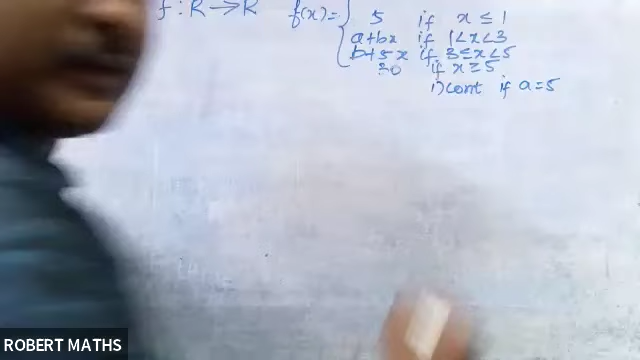 f : R → R f(x) = { 5 if x ≤ 1
a+bx if 1<x<3
b+5x if 3≤x<5
30 if x ≥ 5
i) cont if a=5
ROBERT MATHS